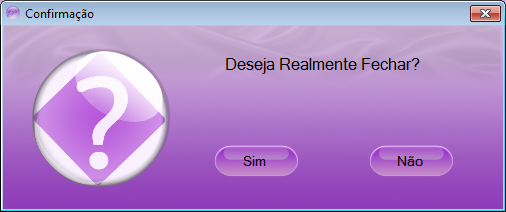 Confirmação
Deseja Realmente Fechar?
Sim
Não